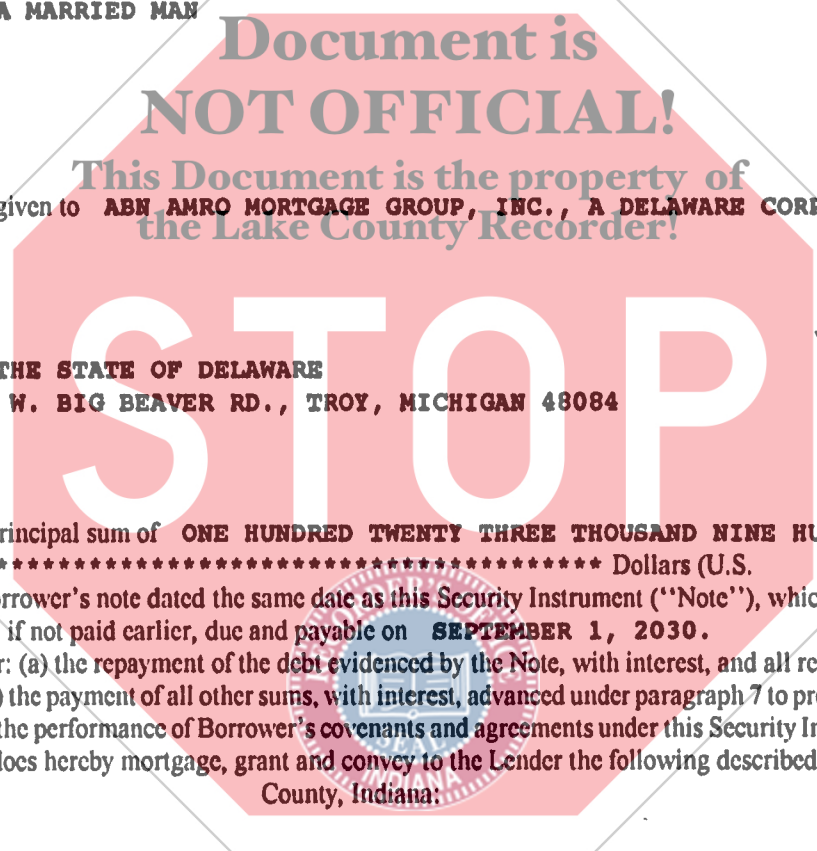 A MARRIED MAN
Document is
NOT OFFICIAL!
This Document is the property of
given to ABN AMRO MORTGAGE GROUP, INC., A DELAWARE CORP
the Lake County Recorder!
STOP
THE STATE OF DELAWARE
W. BIG BEAVER RD., TROY, MICHIGAN 48084
rincipal sum of ONE HUNDRED TWENTY THREE THOUSAND NINE HU
**************************************** Dollars (U.S.
orrower's note dated the same date as this Security Instrument ("Note"), whic
if not paid earlier, due and payable on SEPTEMBER 1, 2030.
r: (a) the repayment of the debt evidenced by the Note, with interest, and all re
) the payment of all other sums, with interest, advanced under paragraph 7 to pr
the performance of Borrower's covenants and agreements under this Security In
does hereby mortgage, grant and convey to the Lender the following described
County, Indiana:
RECORDER'S OFFICE
SEAL
INDIANA